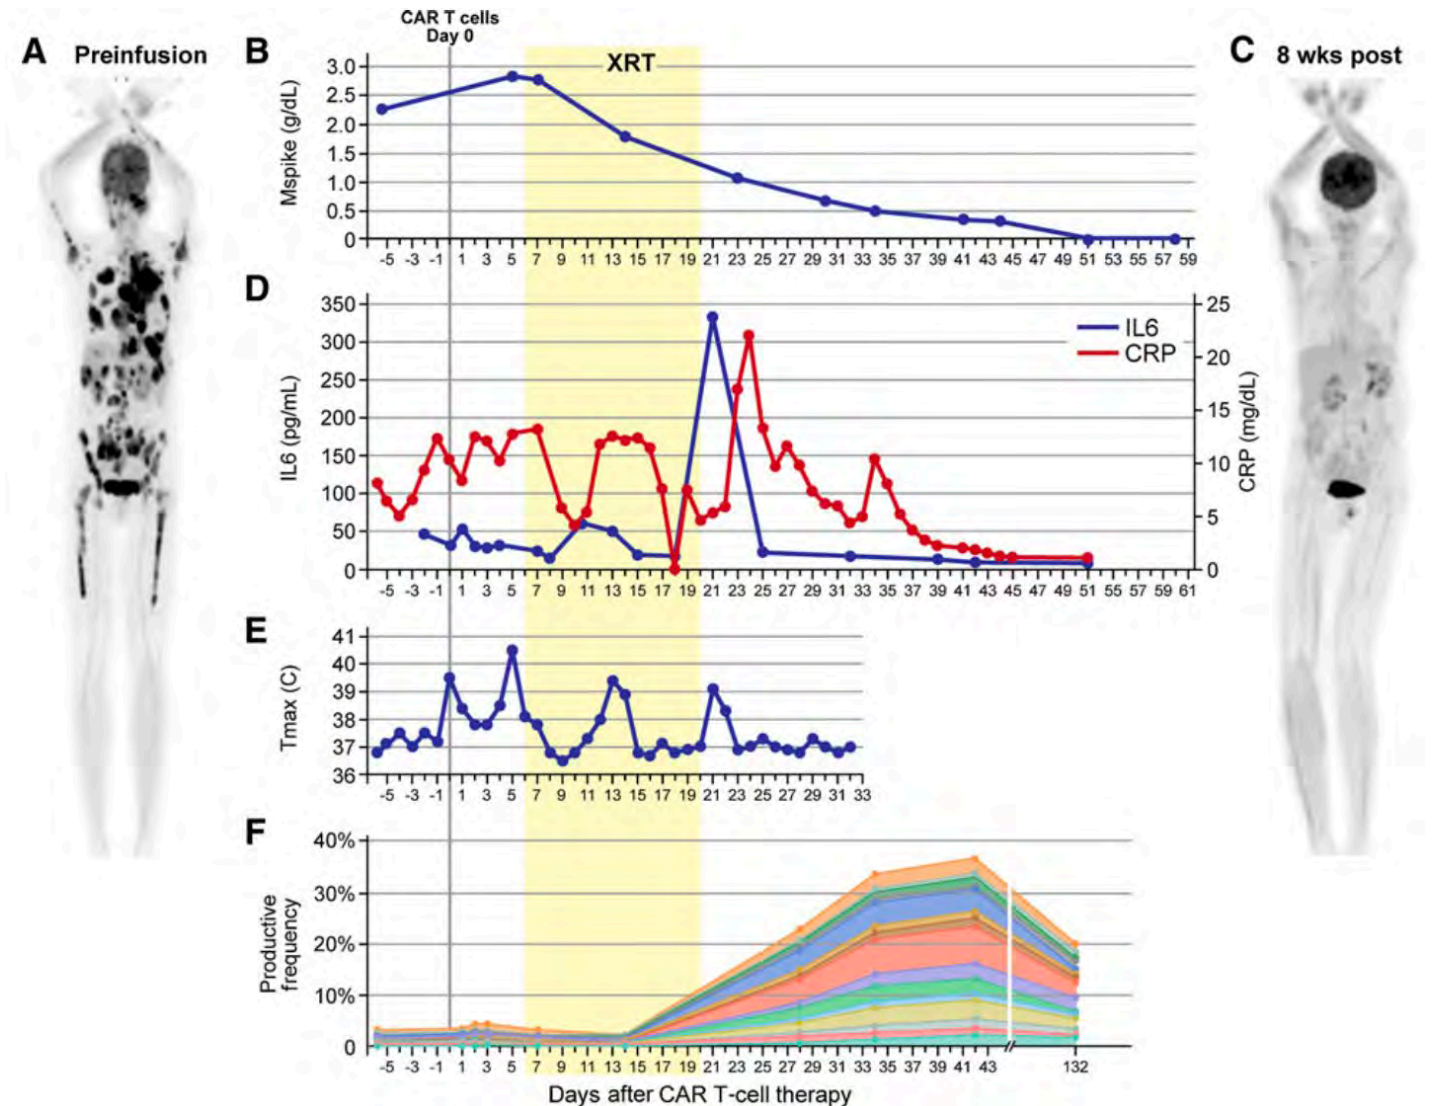 CAR T cells
Day 0
A Preinfusion
B
XRT
C 8 wks post
Mspike (g/dL)
3.0
2.5
2.0
1.5
1.0
0.5
0
-5 -3 -1 1 3 5 7 9 11 13 15 17 19 21 23 25 27 29 31 33 35 37 39 41 43 45 47 49 51 53 55 57 58 59
D
IL6 (pg/mL)
350
300
250
200
150
100
50
0
IL6
CRP
25
20
15
10
5
0
CRP (mg/dL)
-5 -3 -1 1 3 5 7 9 11 13 15 17 19 21 23 25 27 29 31 33 35 37 39 41 43 45 47 49 51 53 55 57 59 61
E
Tmax (C)
41
40
39
38
37
36
-5 -3 -1 1 3 5 7 9 11 13 15 17 19 21 23 25 27 29 31 33
F
Productive
frequency
40%
30%
20%
10%
0
-5 -3 -1 1 3 5 7 9 11 13 15 17 19 21 23 25 27 29 31 33 35 37 39 41 43 // 132
Days after CAR T-cell therapy